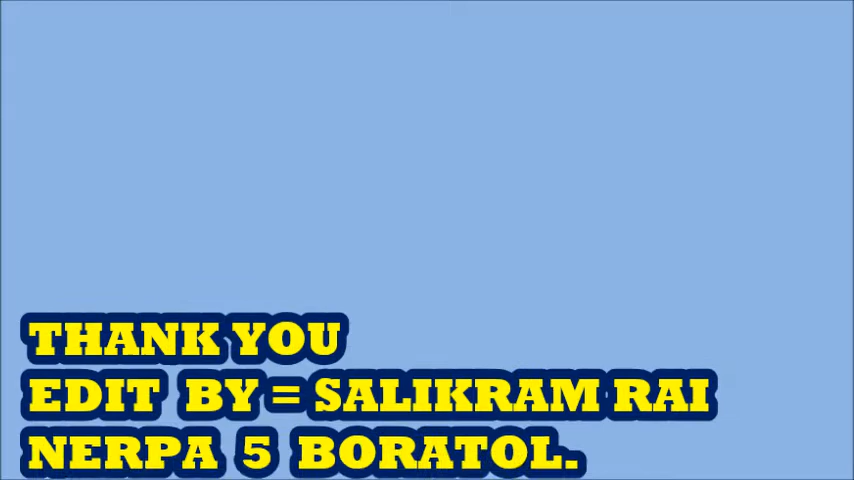 THANK YOU
EDIT BY = SALIKRAM RAI
NERPA 5 BORATOL.